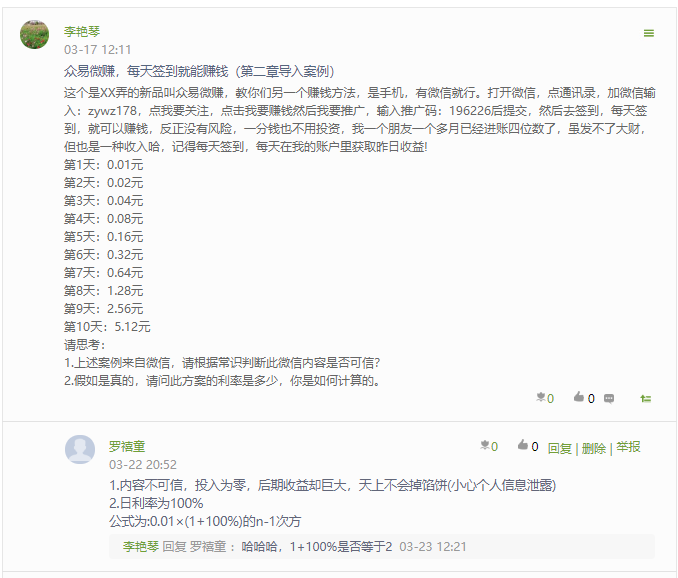 李艳琴
03-17 12:11
众易微赚，每天签到就能赚钱（第二章导入案例）
这个是XX弄的新品叫众易微赚，教你们另一个赚钱方法，是手机，有微信就行。打开微信，点通讯录，加微信输
入：zywz178，点我要关注，点击我要赚钱然后我要推广，输入推广码：196226后提交，然后去签到，每天签
到，就可以赚钱，反正没有风险，一分钱也不用投资，我一个朋友一个多月已经进账四位数了，虽发不了大财，
但也是一种收入哈，记得每天签到，每天在我的账户里获取昨日收益!
第1天：0.01元
第2天：0.02元
第3天：0.04元
第4天：0.08元
第5天：0.16元
第6天：0.32元
第7天：0.64元
第8天：1.28元
第9天：2.56元
第10天：5.12元
请思考：
1.上述案例来自微信，请根据常识判断此微信内容是否可信?
2.假如是真的，请问此方案的利率是多少，你是如何计算的。
0 0
罗禧童
0 0 回复 | 删除 | 举报
03-22 20:52
1.内容不可信，投入为零，后期收益却巨大，天上不会掉馅饼(小心个人信息泄露)
2.日利率为100%
公式为:0.01×(1+100%)的n-1次方
李艳琴 回复 罗禧童 ：哈哈哈，1+100%是否等于2 03-23 12:21